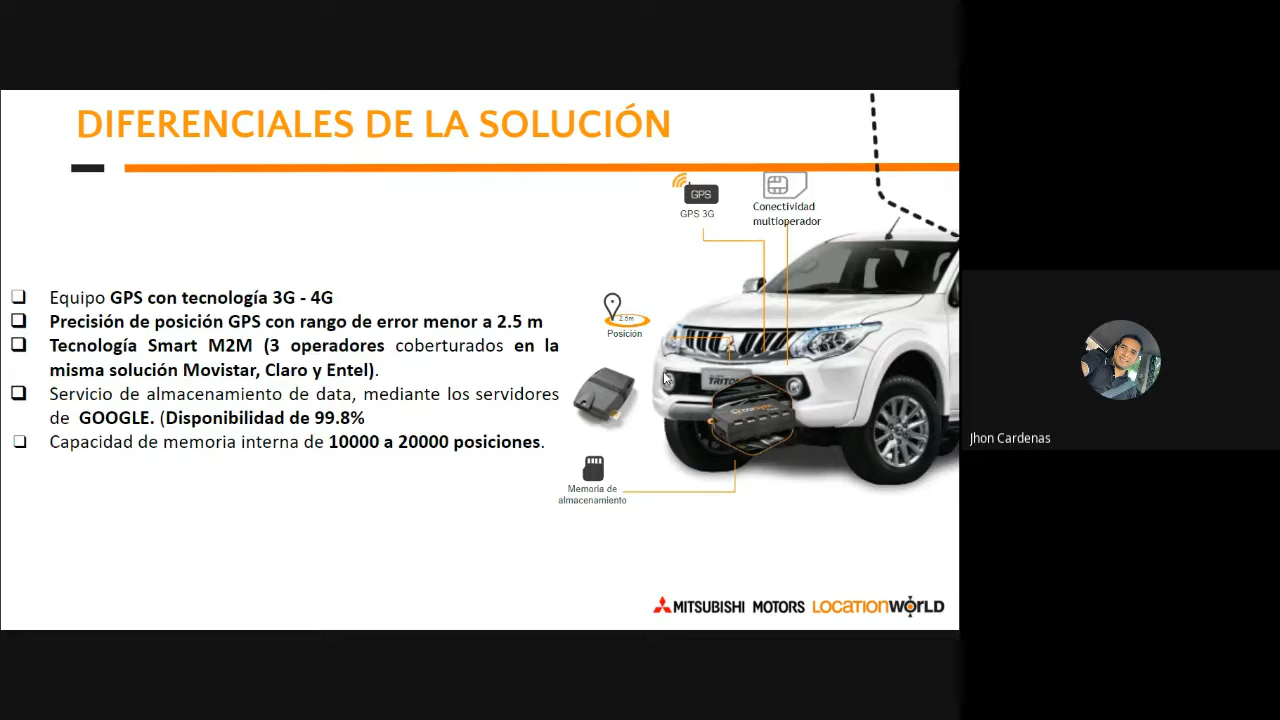 DIFERENCIALES DE LA SOLUCIÓN
GPS
GPS 3G
Conectividad
multioperador
Equipo GPS con tecnología 3G - 4G
Precisión de posición GPS con rango de error menor a 2.5 m
Tecnología Smart M2M (3 operadores coberturados en la
misma solución Movistar, Claro y Entel).
Servicio de almacenamiento de data, mediante los servidores
de GOOGLE. (Disponibilidad de 99.8%
Capacidad de memoria interna de 10000 a 20000 posiciones.
2.5m
Posición
TRITON
Memoria de
almacenamiento
MITSUBISHI MOTORS LOCATIONWORLD
Jhon Cardenas